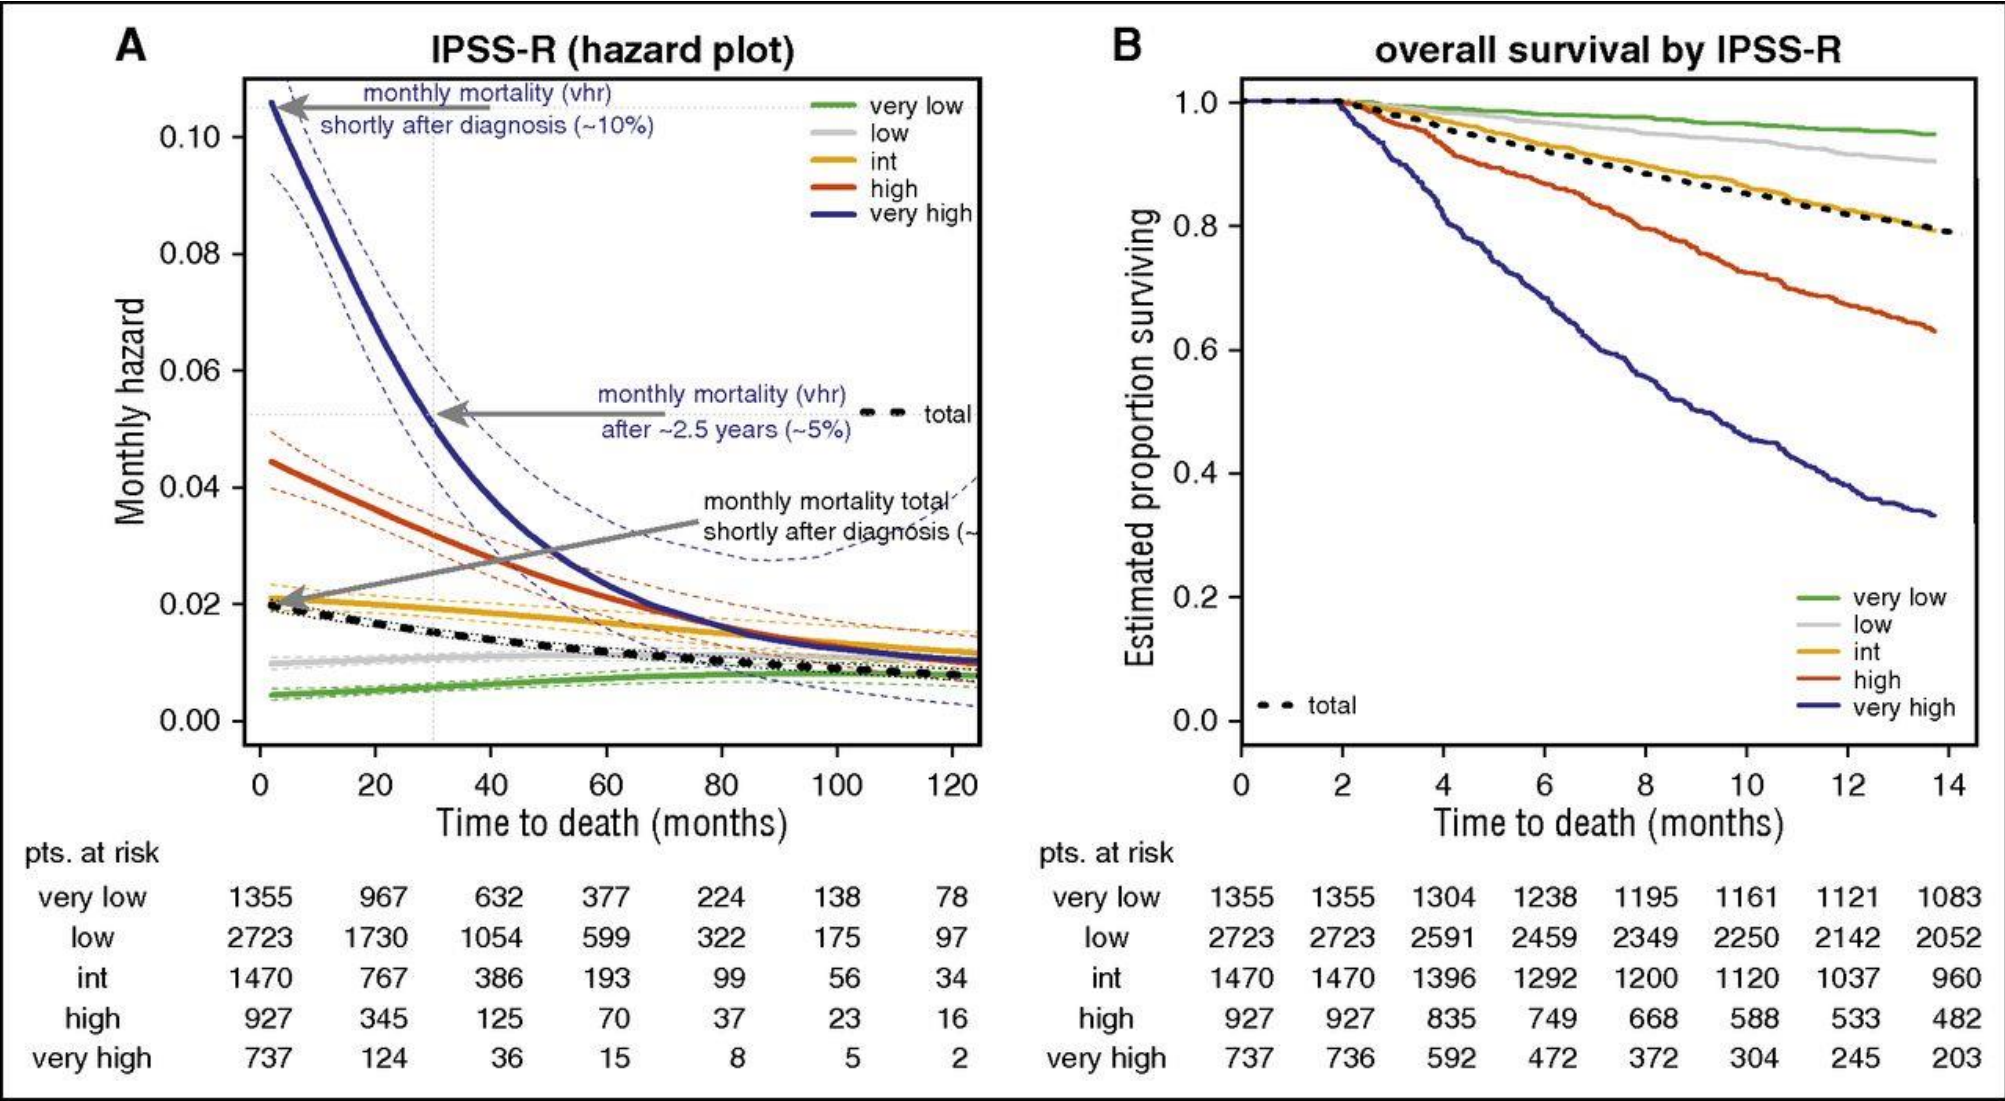 A
IPSS-R (hazard plot)
monthly mortality (vhr)
shortly after diagnosis (~10%)
very low
low
int
high
very high
0.10
0.08
0.06
0.04
0.02
0.00
Monthly hazard
monthly mortality (vhr)
after ~2.5 years (~5%)
total
monthly mortality total
shortly after diagnosis (~
0 20 40 60 80 100 120
Time to death (months)
pts. at risk
very low 1355 967 632 377 224 138 78
low 2723 1730 1054 599 322 175 97
int 1470 767 386 193 99 56 34
high 927 345 125 70 37 23 16
very high 737 124 36 15 8 5 2
B
overall survival by IPSS-R
1.0
0.8
0.6
0.4
0.2
0.0
Estimated proportion surviving
very low
low
int
high
very high
total
0 2 4 6 8 10 12 14
Time to death (months)
pts. at risk
very low 1355 1355 1304 1238 1195 1161 1121 1083
low 2723 2723 2591 2459 2349 2250 2142 2052
int 1470 1470 1396 1292 1200 1120 1037 960
high 927 927 835 749 668 588 533 482
very high 737 736 592 472 372 304 245 203